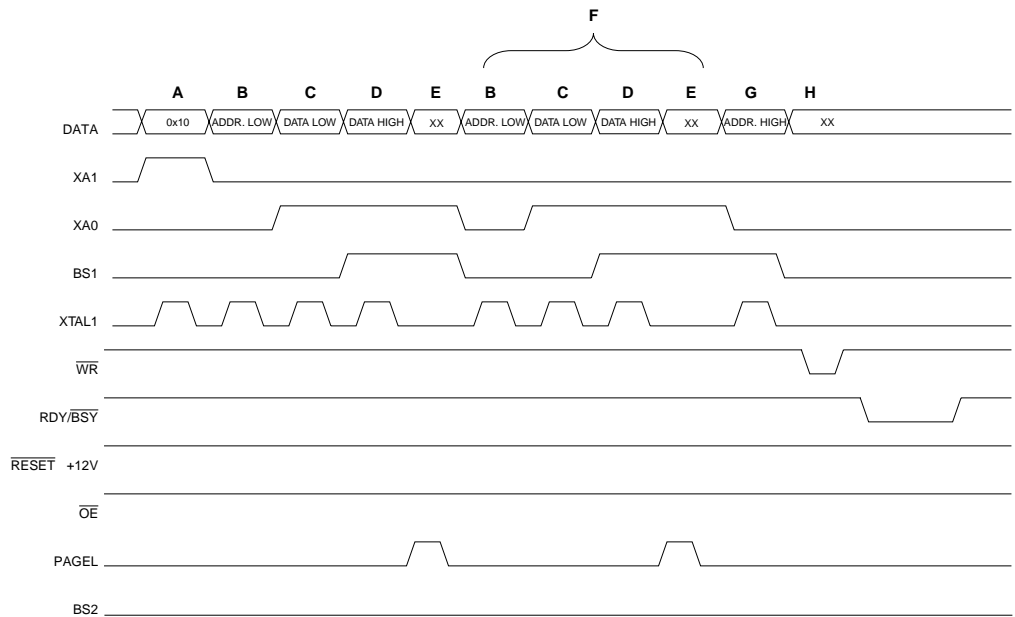 F
A B C D E B C D E G H
DATA 0x10 ADDR. LOW DATA LOW DATA HIGH XX ADDR. LOW DATA LOW DATA HIGH XX ADDR. HIGH XX
XA1
XA0
BS1
XTAL1
WR
RDY/BSY
RESET +12V
OE
PAGEL
BS2